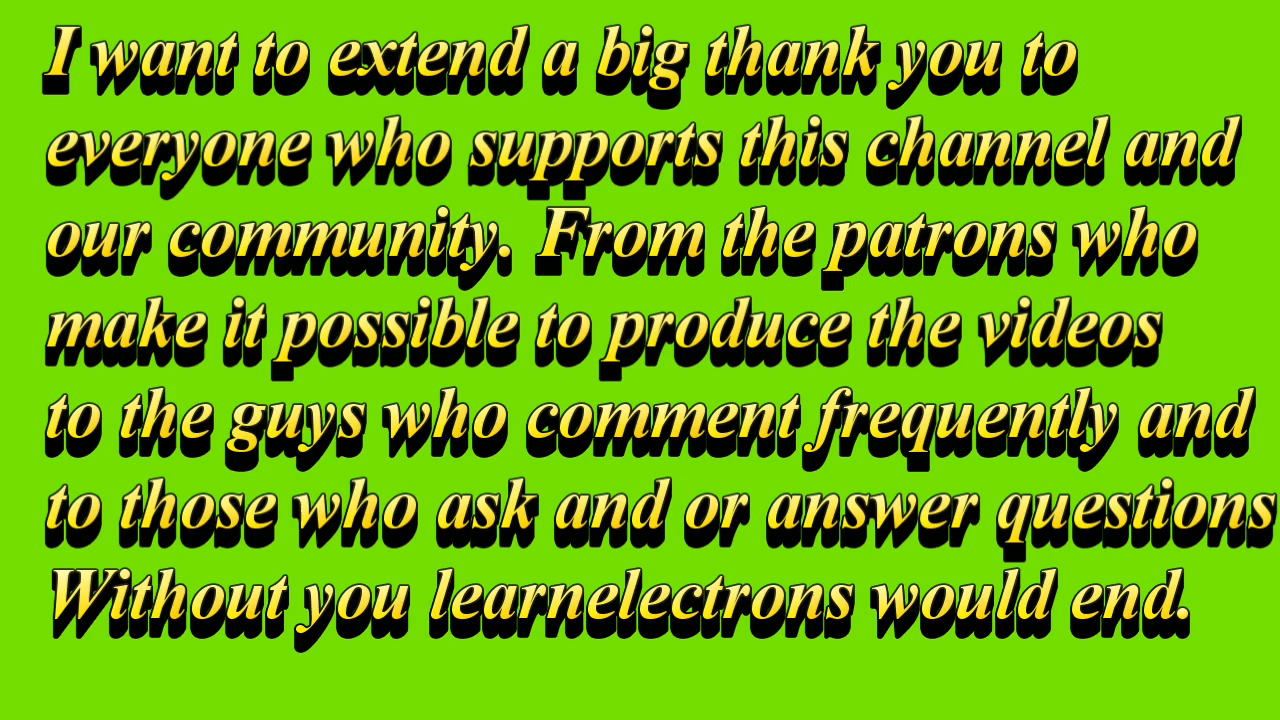 I want to extend a big thank you to
everyone who supports this channel and
our community. From the patrons who
make it possible to produce the videos
to the guys who comment frequently and
to those who ask and or answer questions
Without you learnelectrons would end.